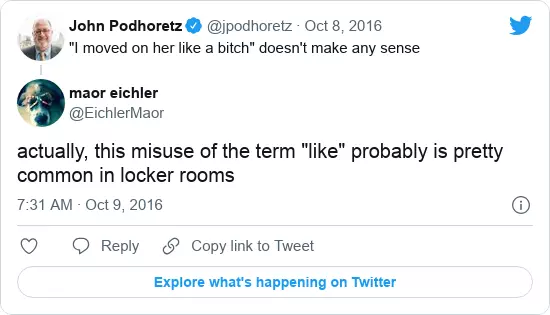 John Podhoretz @jpodhoretz · Oct 8, 2016
"I moved on her like a bitch" doesn't make any sense
maor eichler
@EichlerMaor
actually, this misuse of the term "like" probably is pretty
common in locker rooms
7:31 AM · Oct 9, 2016
Reply Copy link to Tweet
Explore what's happening on Twitter